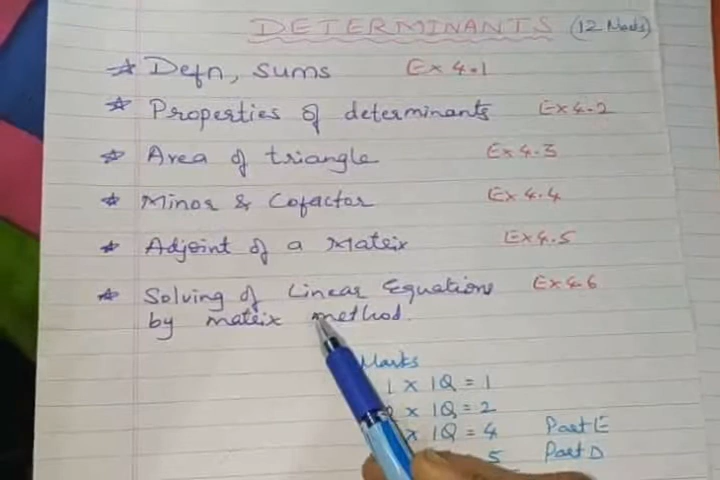 DETERMINANTS (12 Marks)
* Defn, sums Ex 4.1
* Properties of determinants Ex 4.2
* Area of triangle Ex 4.3
* Minor & Cofactor Ex 4.4
* Adjoint of a Matrix Ex 4.5
* Solving of Linear Equations Ex 4.6
by matrix method.
Marks
1 × 1Q = 1
× 1Q = 2
× 1Q = 4 Part E
5 Part D